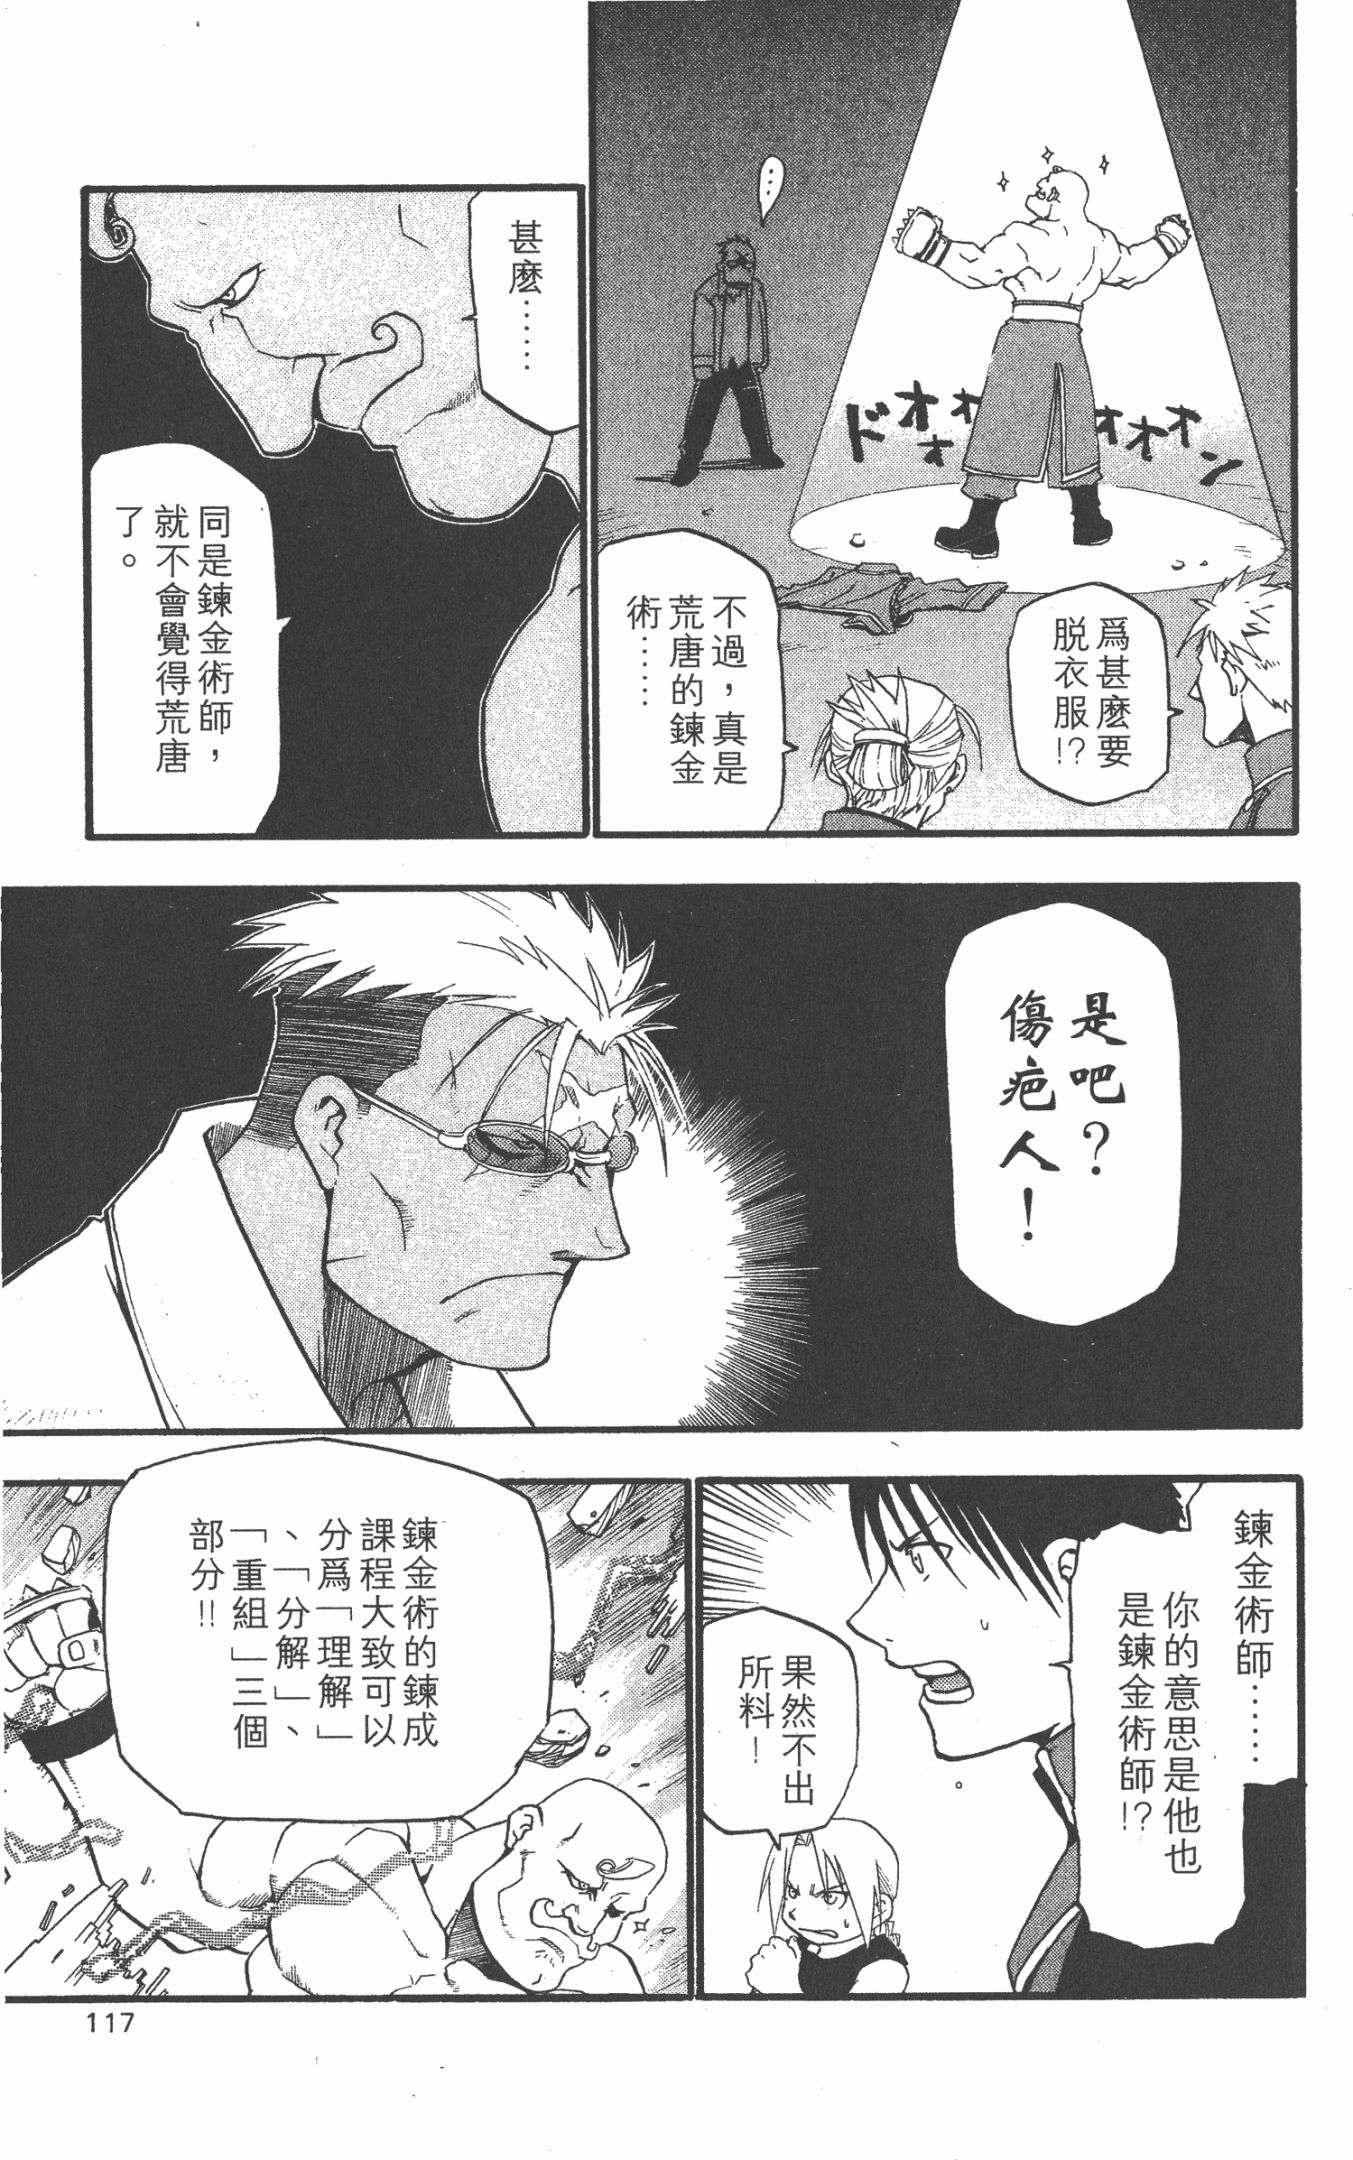 …
ドオオオオオオン
爲甚麼要
脱衣服!?
不過，真是
荒唐的鍊金
術……
甚麼……
同是鍊金術師，
就不會覺得荒唐
了。
是吧？
傷疤人！
鍊金術師……
你的意思是他也
是鍊金術師!?
果然不出
所料！
鍊金術的鍊成
課程大致可以
分爲「理解」
、「分解」、
「重組」三個
部分!!
117